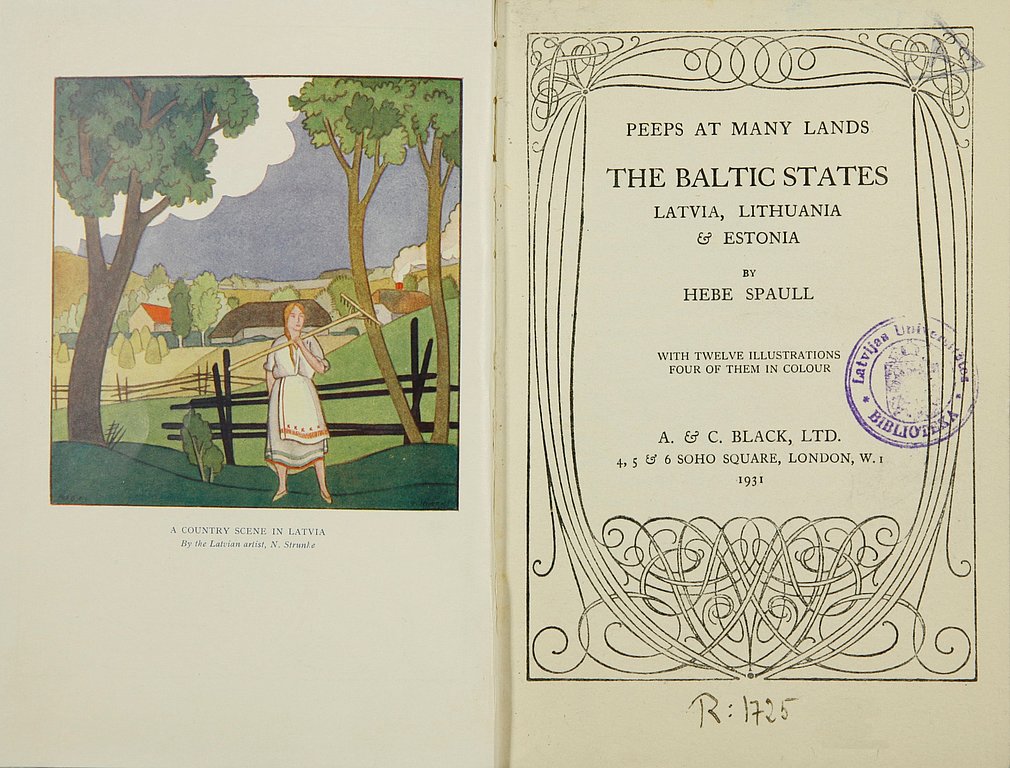 A COUNTRY SCENE IN LATVIA
By the Latvian artist, N. Strunke
PEEPS AT MANY LANDS
THE BALTIC STATES
LATVIA, LITHUANIA
& ESTONIA
BY
HEBE SPAULL
WITH TWELVE ILLUSTRATIONS
FOUR OF THEM IN COLOUR
Latvijas Universitātes
* BIBLIOTEKA *
A. & C. BLACK, LTD.
4, 5 & 6 SOHO SQUARE, LONDON, W.1
1931
R: 1725